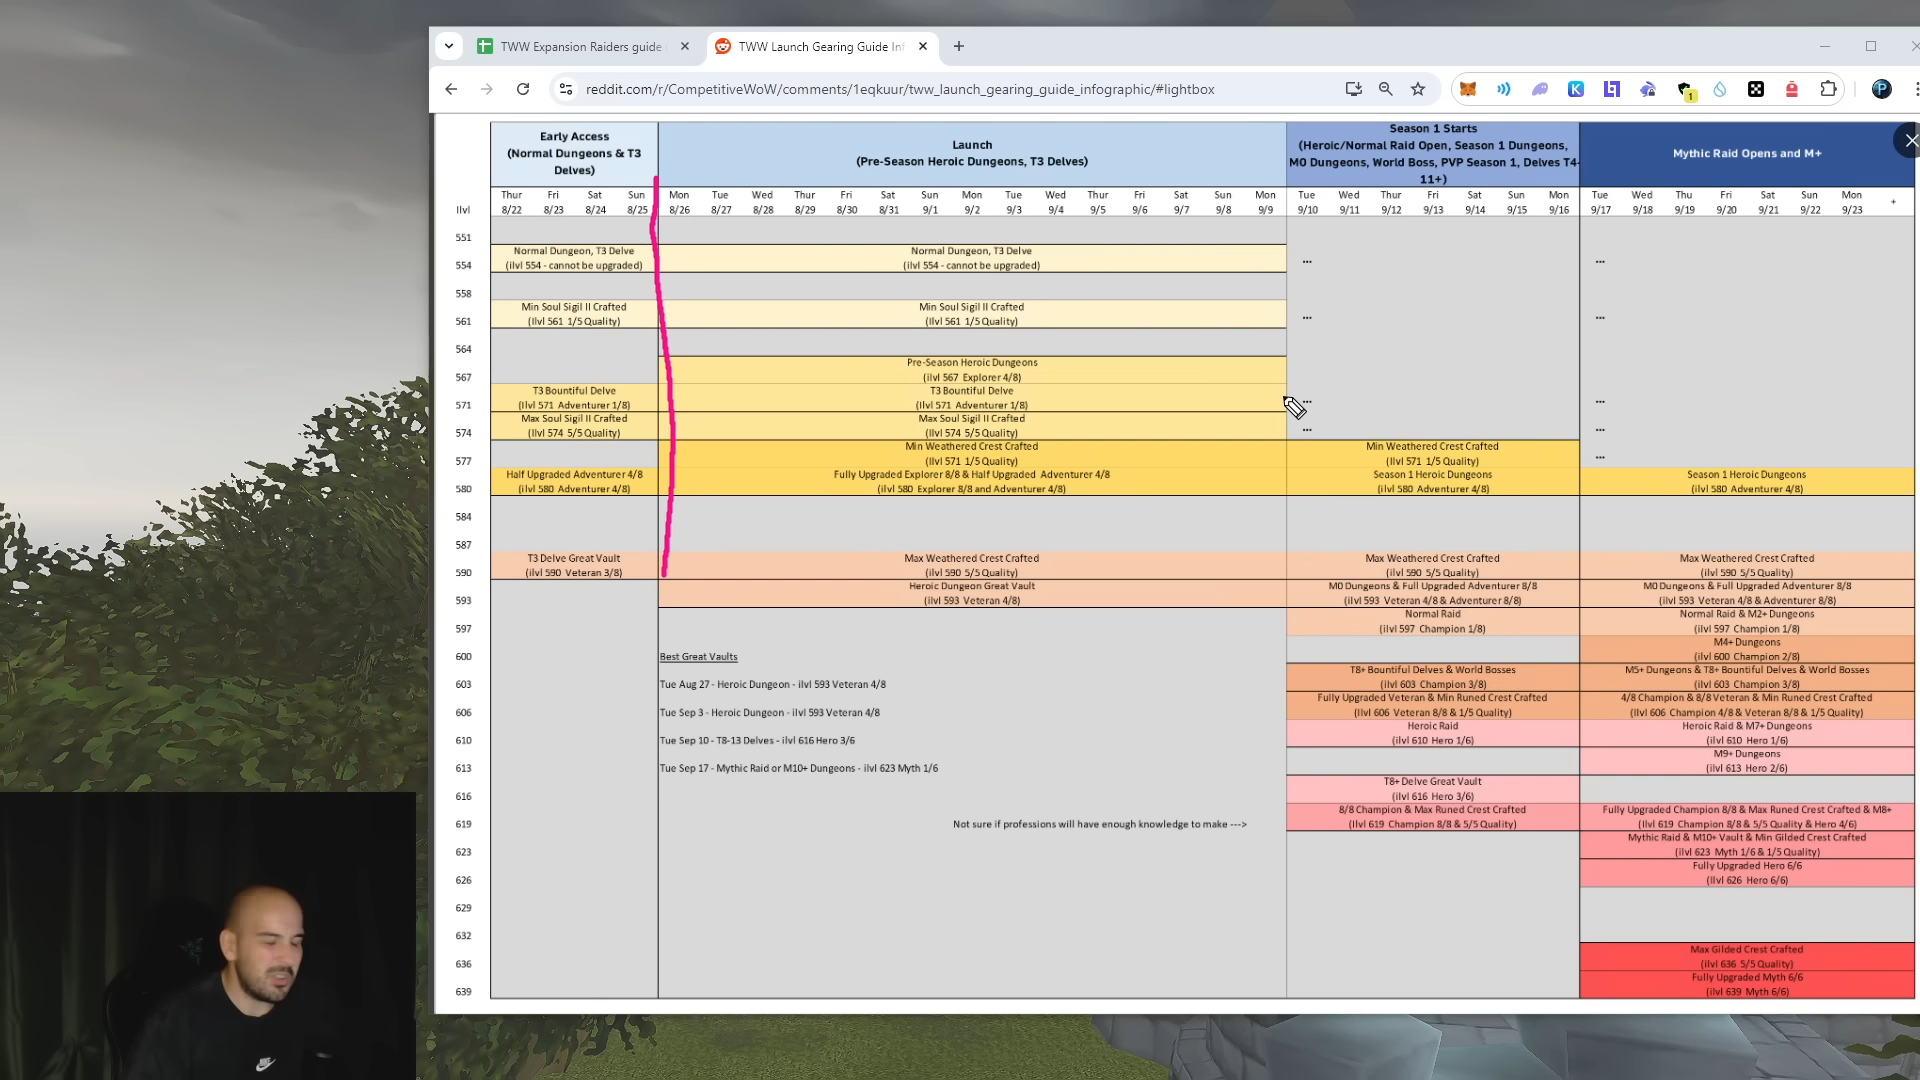 TWW Expansion Raiders guide
TWW Launch Gearing Guide Inf
reddit.com/r/CompetitiveWoW/comments/1eqkuur/tww_launch_gearing_guide_infographic/#lightbox
1
Early Access
(Normal Dungeons & T3
Delves)
Launch
(Pre-Season Heroic Dungeons, T3 Delves)
Season 1 Starts
(Heroic/Normal Raid Open, Season 1 Dungeons,
M0 Dungeons, World Boss, PVP Season 1, Delves T4-
11+)
Mythic Raid Opens and M+
Thur Fri Sat Sun Mon Tue Wed Thur Fri Sat Sun Mon Tue Wed Thur Fri Sat Sun Mon Tue Wed Thur Fri Sat Sun Mon Tue Wed Thu Fri Sat Sun Mon
Ilvl 8/22 8/23 8/24 8/25 8/26 8/27 8/28 8/29 8/30 8/31 9/1 9/2 9/3 9/4 9/5 9/6 9/7 9/8 9/9 9/10 9/11 9/12 9/13 9/14 9/15 9/16 9/17 9/18 9/19 9/20 9/21 9/22 9/23 +
551
Normal Dungeon, T3 Delve Normal Dungeon, T3 Delve
554 (ilvl 554 - cannot be upgraded) (ilvl 554 - cannot be upgraded) ... ...
558
Min Soul Sigil II Crafted Min Soul Sigil II Crafted
561 (Ilvl 561 1/5 Quality) (Ilvl 561 1/5 Quality) ... ...
564
Pre-Season Heroic Dungeons
567 (ilvl 567 Explorer 4/8)
T3 Bountiful Delve T3 Bountiful Delve
571 (Ilvl 571 Adventurer 1/8) (Ilvl 571 Adventurer 1/8) ... ...
Max Soul Sigil II Crafted Max Soul Sigil II Crafted
574 (Ilvl 574 5/5 Quality) (Ilvl 574 5/5 Quality) ... ...
Min Weathered Crest Crafted Min Weathered Crest Crafted
577 (Ilvl 571 1/5 Quality) (Ilvl 571 1/5 Quality) ...
Half Upgraded Adventurer 4/8 Fully Upgraded Explorer 8/8 & Half Upgraded Adventurer 4/8 Season 1 Heroic Dungeons Season 1 Heroic Dungeons
580 (ilvl 580 Adventurer 4/8) (ilvl 580 Explorer 8/8 and Adventurer 4/8) (ilvl 580 Adventurer 4/8) (ilvl 580 Adventurer 4/8)
584
587
T3 Delve Great Vault Max Weathered Crest Crafted Max Weathered Crest Crafted Max Weathered Crest Crafted
590 (ilvl 590 Veteran 3/8) (Ilvl 590 5/5 Quality) (Ilvl 590 5/5 Quality) (Ilvl 590 5/5 Quality)
Heroic Dungeon Great Vault M0 Dungeons & Full Upgraded Adventurer 8/8 M0 Dungeons & Full Upgraded Adventurer 8/8
593 (ilvl 593 Veteran 4/8) (ilvl 593 Veteran 4/8 & Adventurer 8/8) (ilvl 593 Veteran 4/8 & Adventurer 8/8)
Normal Raid Normal Raid & M2+ Dungeons
597 (ilvl 597 Champion 1/8) (ilvl 597 Champion 1/8)
M4+ Dungeons
600 Best Great Vaults (ilvl 600 Champion 2/8)
T8+ Bountiful Delves & World Bosses M5+ Dungeons & T8+ Bountiful Delves & World Bosses
603 Tue Aug 27 - Heroic Dungeon - ilvl 593 Veteran 4/8 (ilvl 603 Champion 3/8) (ilvl 603 Champion 3/8)
Fully Upgraded Veteran & Min Runed Crest Crafted 4/8 Champion & 8/8 Veteran & Min Runed Crest Crafted
606 Tue Sep 3 - Heroic Dungeon - ilvl 593 Veteran 4/8 (Ilvl 606 Veteran 8/8 & 1/5 Quality) (Ilvl 606 Champion 4/8 & Veteran 8/8 & 1/5 Quality)
Heroic Raid Heroic Raid & M7+ Dungeons
610 Tue Sep 10 - T8-13 Delves - ilvl 616 Hero 3/6 (ilvl 610 Hero 1/6) (ilvl 610 Hero 1/6)
M9+ Dungeons
613 Tue Sep 17 - Mythic Raid or M10+ Dungeons - ilvl 623 Myth 1/6 (ilvl 613 Hero 2/6)
T8+ Delve Great Vault
616 (ilvl 616 Hero 3/6)
8/8 Champion & Max Runed Crest Crafted Fully Upgraded Champion 8/8 & Max Runed Crest Crafted & M8+
619 Not sure if professions will have enough knowledge to make ---> (Ilvl 619 Champion 8/8 & 5/5 Quality) (Ilvl 619 Champion 8/8 & 5/5 Quality & Hero 4/6)
Mythic Raid & M10+ Vault & Min Gilded Crest Crafted
623 (ilvl 623 Myth 1/6 & 1/5 Quality)
Fully Upgraded Hero 6/6
626 (Ilvl 626 Hero 6/6)
629
632
Max Gilded Crest Crafted
636 (ilvl 636 5/5 Quality)
Fully Upgraded Myth 6/6
639 (ilvl 639 Myth 6/6)